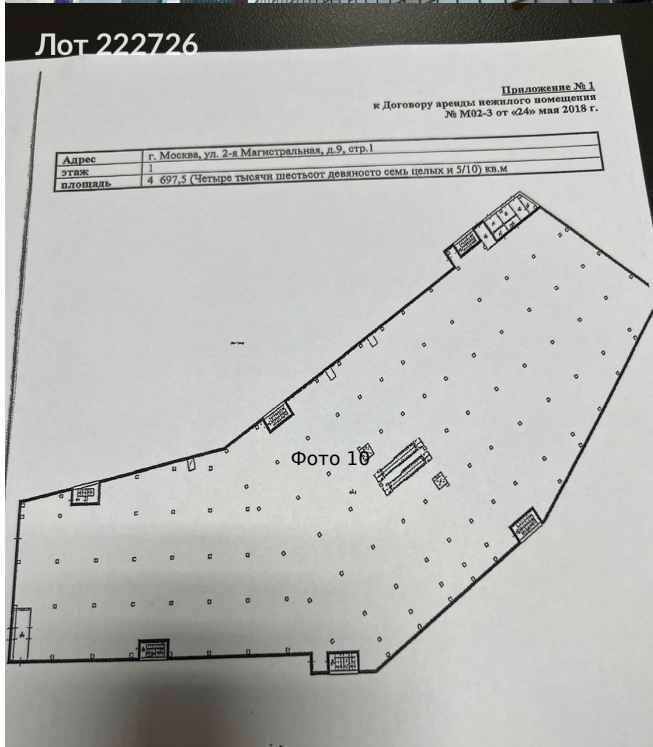 Лот 222726
Приложение № 1
к Договору аренды нежилого помещения
№ М02-3 от «24» мая 2018 г.
Адрес г. Москва, ул. 2-я Магистральная, д.9, стр.1
этаж 1
площадь 4 697,5 (Четыре тысячи шестьсот девяносто семь целых и 5/10) кв.м
Фото 10